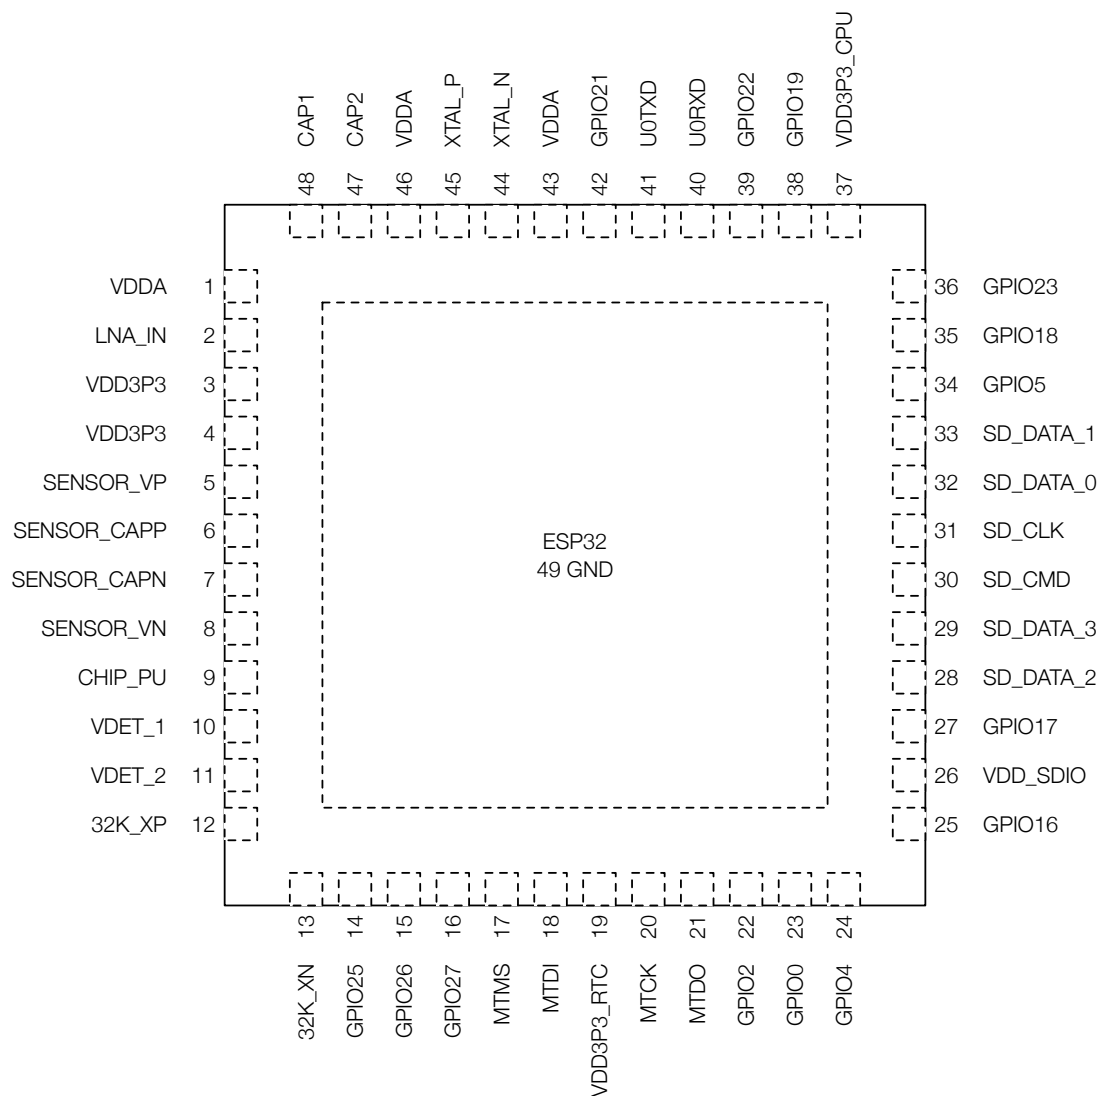 CAP1
CAP2
VDDA
XTAL_P
XTAL_N
VDDA
GPIO21
U0TXD
U0RXD
GPIO22
GPIO19
VDD3P3_CPU
48
47
46
45
44
43
42
41
40
39
38
37
VDDA 1
LNA_IN 2
VDD3P3 3
VDD3P3 4
SENSOR_VP 5
SENSOR_CAPP 6
SENSOR_CAPN 7
SENSOR_VN 8
CHIP_PU 9
VDET_1 10
VDET_2 11
32K_XP 12
ESP32
49 GND
36 GPIO23
35 GPIO18
34 GPIO5
33 SD_DATA_1
32 SD_DATA_0
31 SD_CLK
30 SD_CMD
29 SD_DATA_3
28 SD_DATA_2
27 GPIO17
26 VDD_SDIO
25 GPIO16
13
14
15
16
17
18
19
20
21
22
23
24
32K_XN
GPIO25
GPIO26
GPIO27
MTMS
MTDI
VDD3P3_RTC
MTCK
MTDO
GPIO2
GPIO0
GPIO4